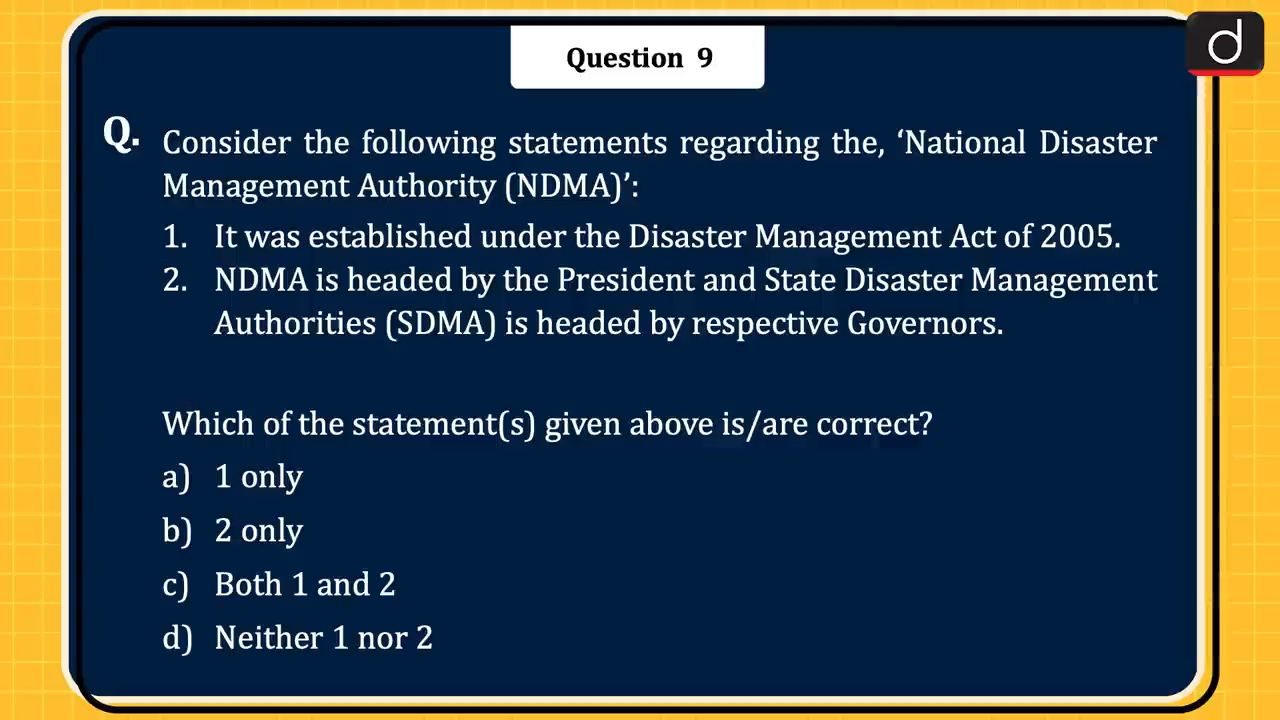 Question 9
d
Q. Consider the following statements regarding the, ‘National Disaster
Management Authority (NDMA)’:
1. It was established under the Disaster Management Act of 2005.
2. NDMA is headed by the President and State Disaster Management
Authorities (SDMA) is headed by respective Governors.
Which of the statement(s) given above is/are correct?
a) 1 only
b) 2 only
c) Both 1 and 2
d) Neither 1 nor 2